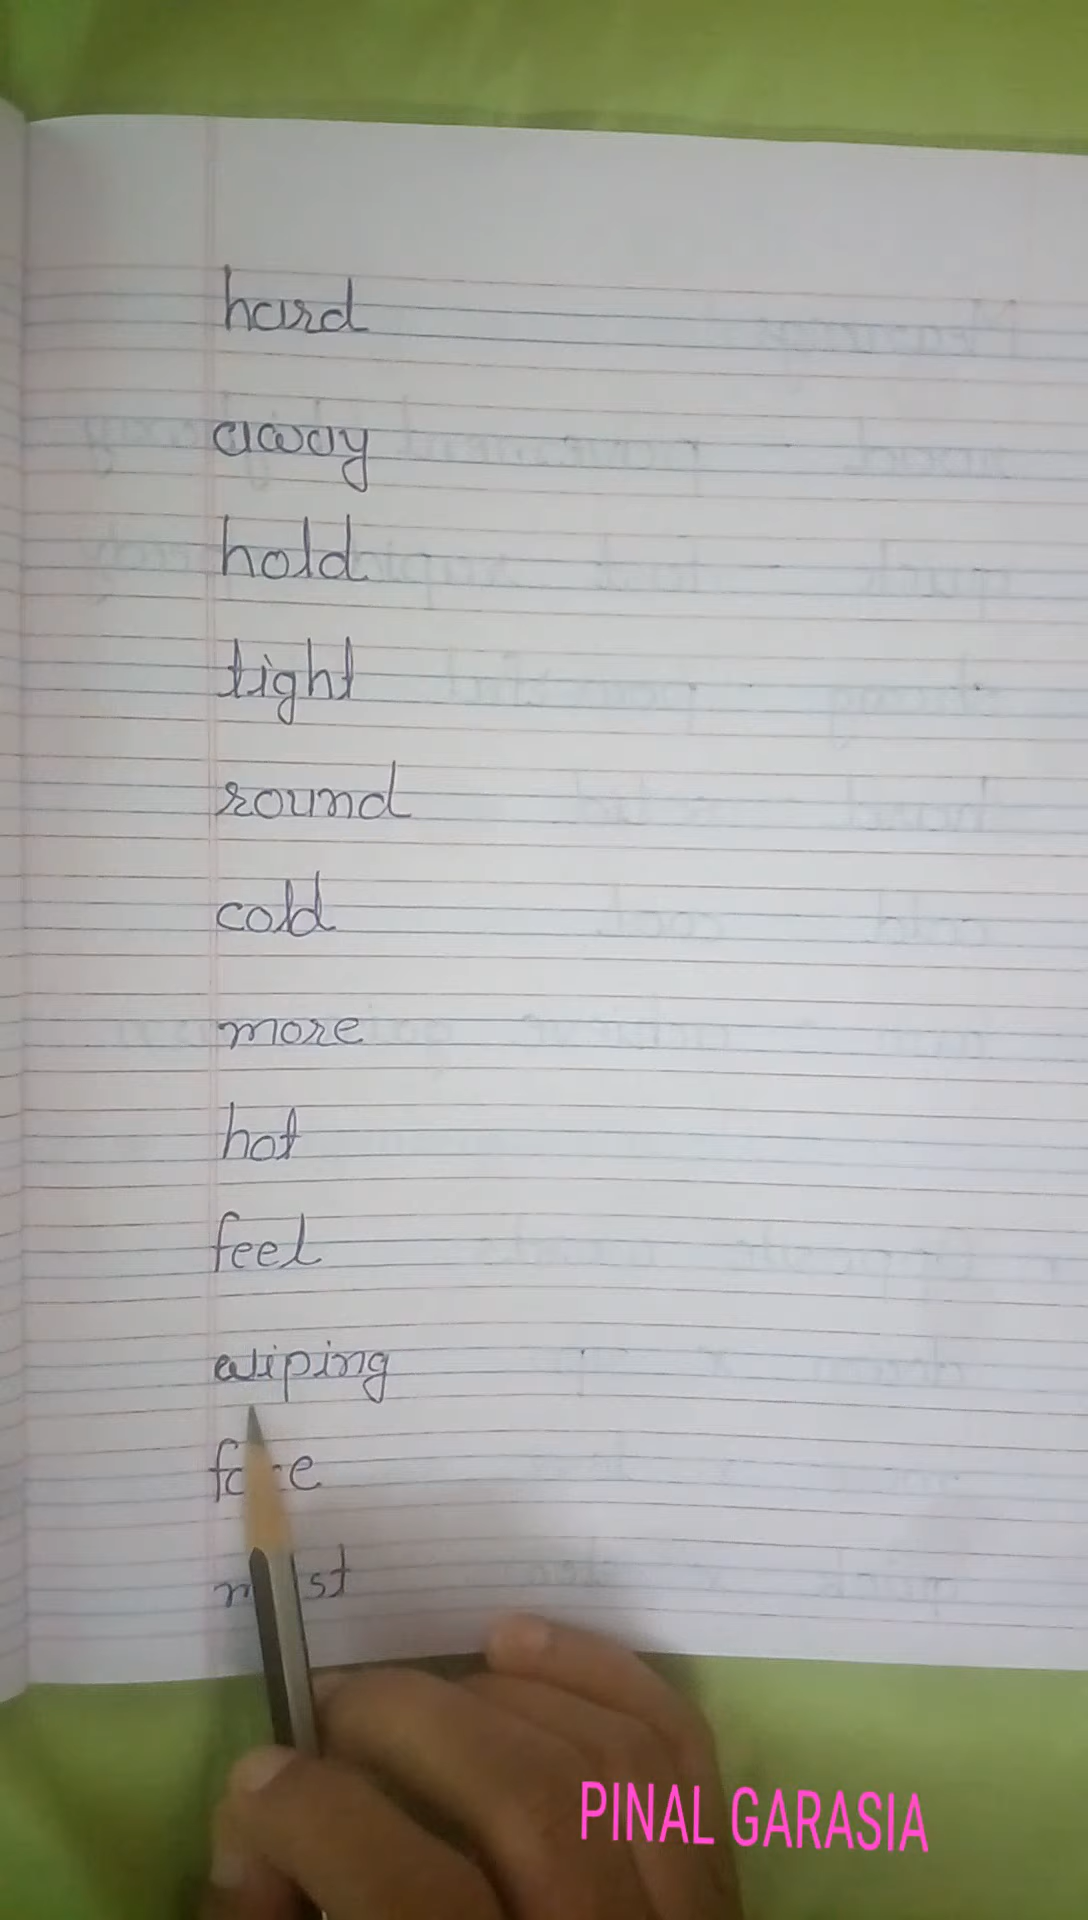 hard
away
hold
tight
round
cold
more
hot
feel
wiping
PINAL GARASIA